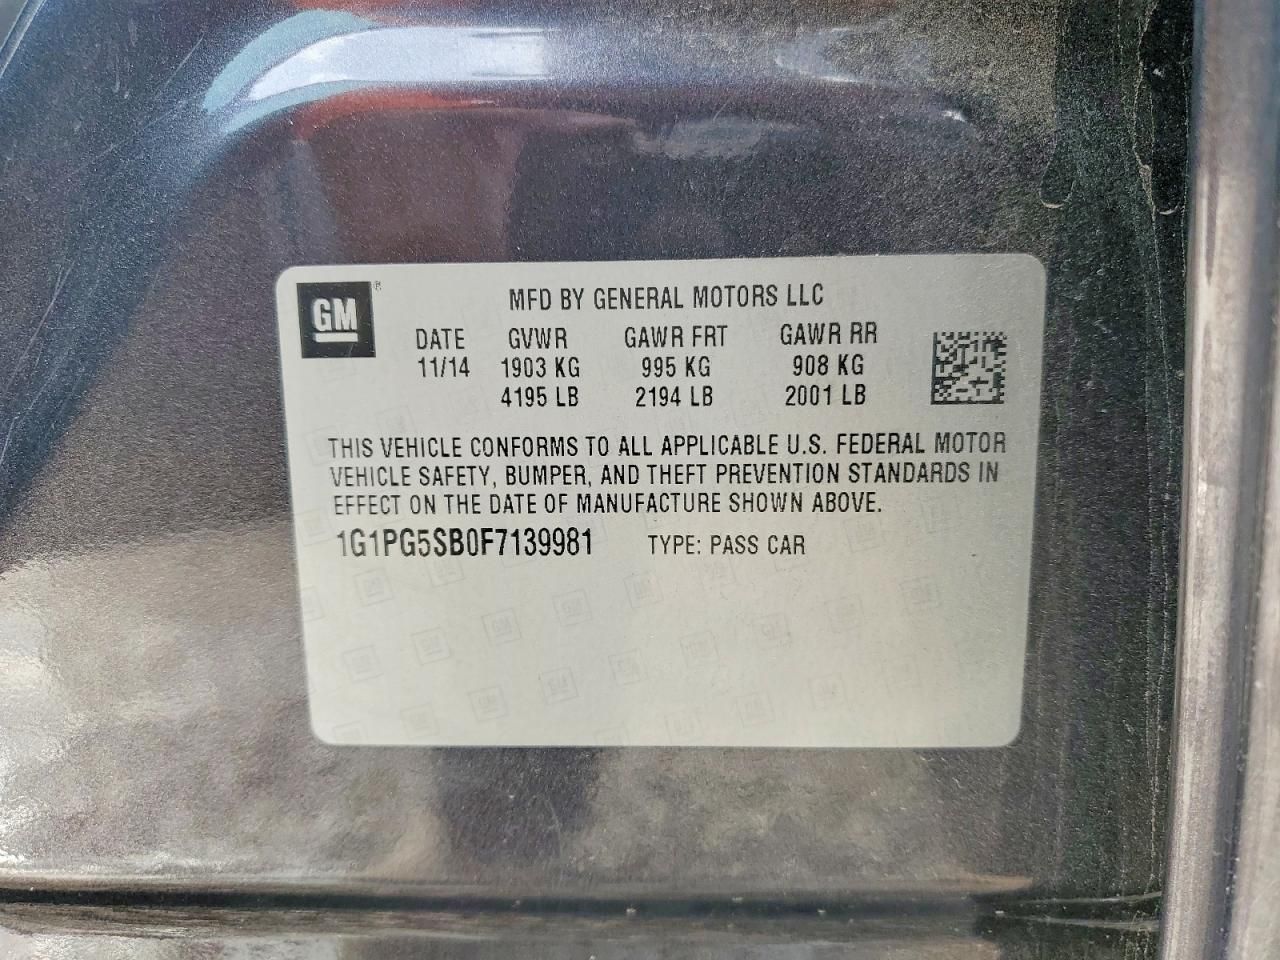 GM ®
MFD BY GENERAL MOTORS LLC
DATE GVWR GAWR FRT GAWR RR
11/14 1903 KG 995 KG 908 KG
4195 LB 2194 LB 2001 LB
THIS VEHICLE CONFORMS TO ALL APPLICABLE U.S. FEDERAL MOTOR
VEHICLE SAFETY, BUMPER, AND THEFT PREVENTION STANDARDS IN
EFFECT ON THE DATE OF MANUFACTURE SHOWN ABOVE.
1G1PG5SB0F7139981 TYPE: PASS CAR